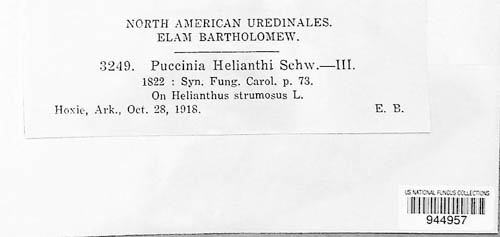 NORTH AMERICAN UREDINALES.
ELAM BARTHOLOMEW.
3249. Puccinia Helianthi Schw.—III.
1822 : Syn. Fung. Carol. p. 73.
On Helianthus strumosus L.
Hoxie, Ark., Oct. 28, 1918. E. B.
US NATIONAL FUNGUS COLLECTIONS
944957